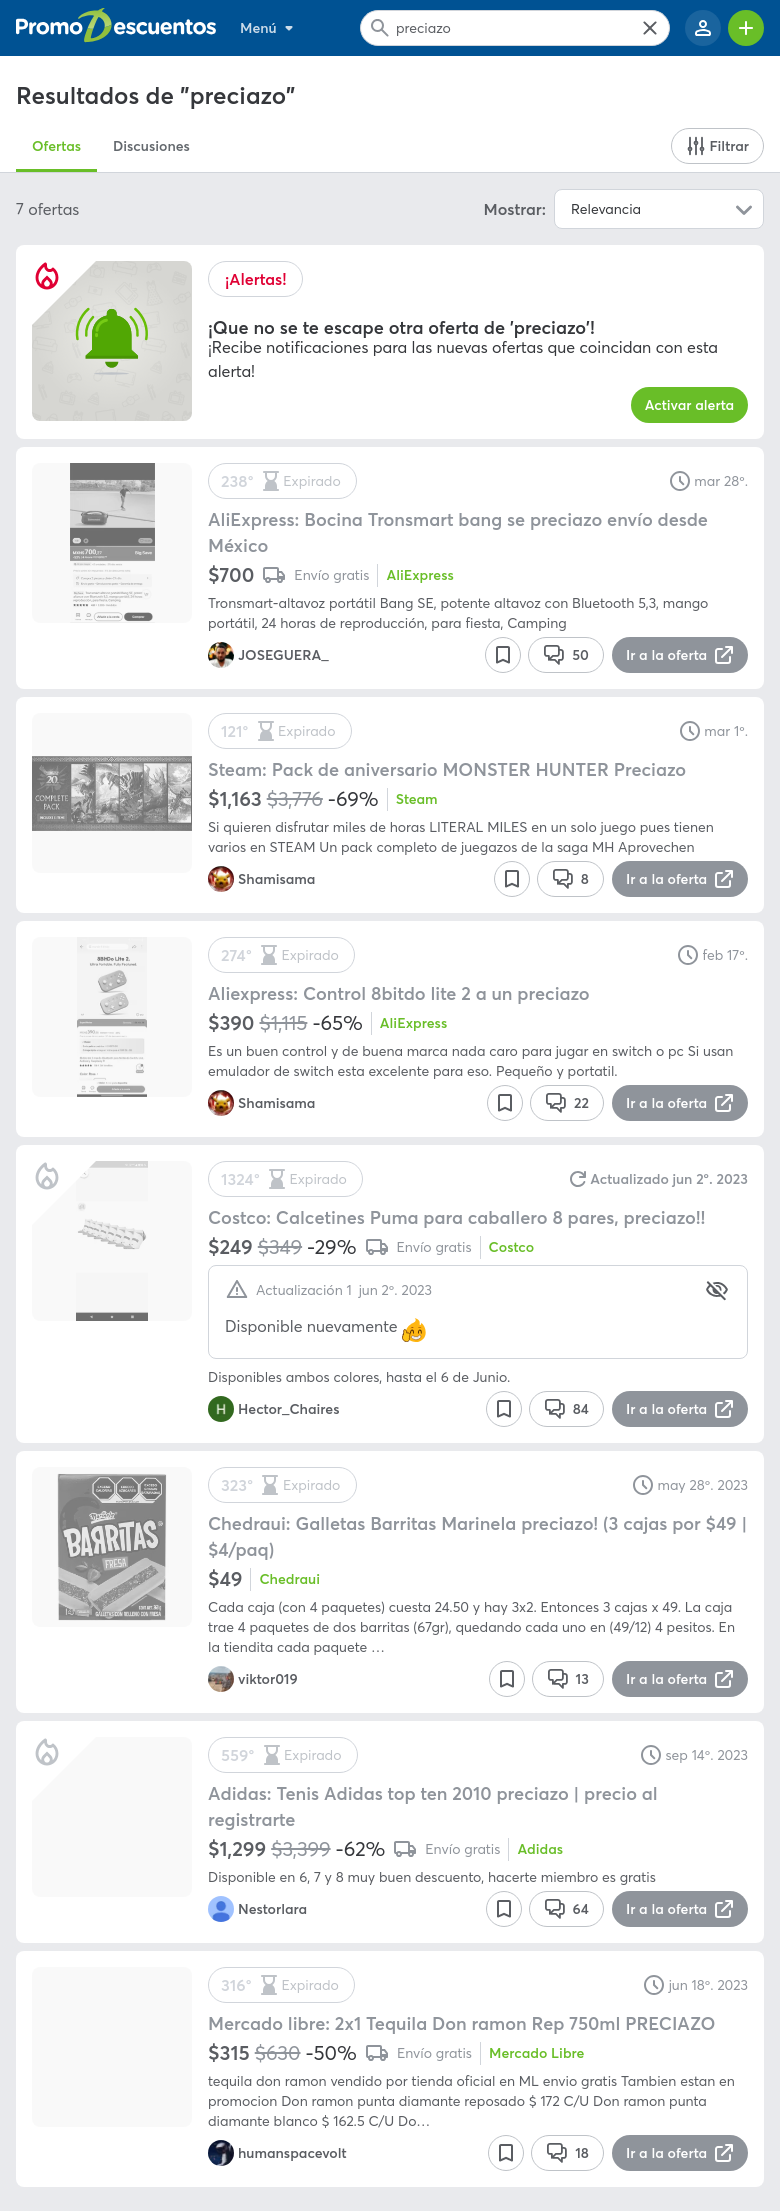 PromoDescuentos
Menú
preciazo
Resultados de "preciazo"
Ofertas
Discusiones
Filtrar
7 ofertas
Mostrar:
Relevancia
¡Alertas!
¡Que no se te escape otra oferta de 'preciazo'!
¡Recibe notificaciones para las nuevas ofertas que coincidan con esta
alerta!
Activar alerta
238° Expirado
mar 28º.
AliExpress: Bocina Tronsmart bang se preciazo envío desde
México
$700 Envío gratis AliExpress
Tronsmart-altavoz portátil Bang SE, potente altavoz con Bluetooth 5,3, mango
portátil, 24 horas de reproducción, para fiesta, Camping
JOSEGUERA_
50
Ir a la oferta
121° Expirado
mar 1º.
20
COMPLETE
PACK
Steam: Pack de aniversario MONSTER HUNTER Preciazo
$1,163 $3,776 -69% Steam
Si quieren disfrutar miles de horas LITERAL MILES en un solo juego pues tienen
varios en STEAM Un pack completo de juegazos de la saga MH Aprovechen
Shamisama
8
Ir a la oferta
274° Expirado
feb 17º.
8BitDo Lite 2.
Aliexpress: Control 8bitdo lite 2 a un preciazo
$390 $1,115 -65% AliExpress
Es un buen control y de buena marca nada caro para jugar en switch o pc Si usan
emulador de switch esta excelente para eso. Pequeño y portatil.
Shamisama
22
Ir a la oferta
1324° Expirado
Actualizado jun 2º. 2023
Costco: Calcetines Puma para caballero 8 pares, preciazo!!
$249 $349 -29% Envío gratis Costco
Actualización 1 jun 2º. 2023
Disponible nuevamente
Disponibles ambos colores, hasta el 6 de Junio.
H Hector_Chaires
84
Ir a la oferta
323° Expirado
may 28º. 2023
BARRITAS
FRESA
Chedraui: Galletas Barritas Marinela preciazo! (3 cajas por $49 |
$4/paq)
$49 Chedraui
Cada caja (con 4 paquetes) cuesta 24.50 y hay 3x2. Entonces 3 cajas x 49. La caja
trae 4 paquetes de dos barritas (67gr), quedando cada uno en (49/12) 4 pesitos. En
la tiendita cada paquete …
viktor019
13
Ir a la oferta
559° Expirado
sep 14º. 2023
Adidas: Tenis Adidas top ten 2010 preciazo | precio al
registrarte
$1,299 $3,399 -62% Envío gratis Adidas
Disponible en 6, 7 y 8 muy buen descuento, hacerte miembro es gratis
Nestorlara
64
Ir a la oferta
316° Expirado
jun 18º. 2023
Mercado libre: 2x1 Tequila Don ramon Rep 750ml PRECIAZO
$315 $630 -50% Envío gratis Mercado Libre
tequila don ramon vendido por tienda oficial en ML envio gratis Tambien estan en
promocion Don ramon punta diamante reposado $ 172 C/U Don ramon punta
diamante blanco $ 162.5 C/U Do…
humanspacevolt
18
Ir a la oferta